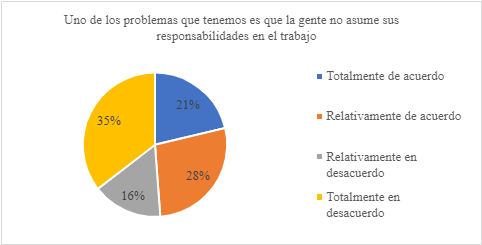 Uno de los problemas que tenemos es que la gente no asume sus
responsabilidades en el trabajo
21%
28%
16%
35%
Totalmente de acuerdo
Relativamente de acuerdo
Relativamente en
desacuerdo
Totalmente en
desacuerdo